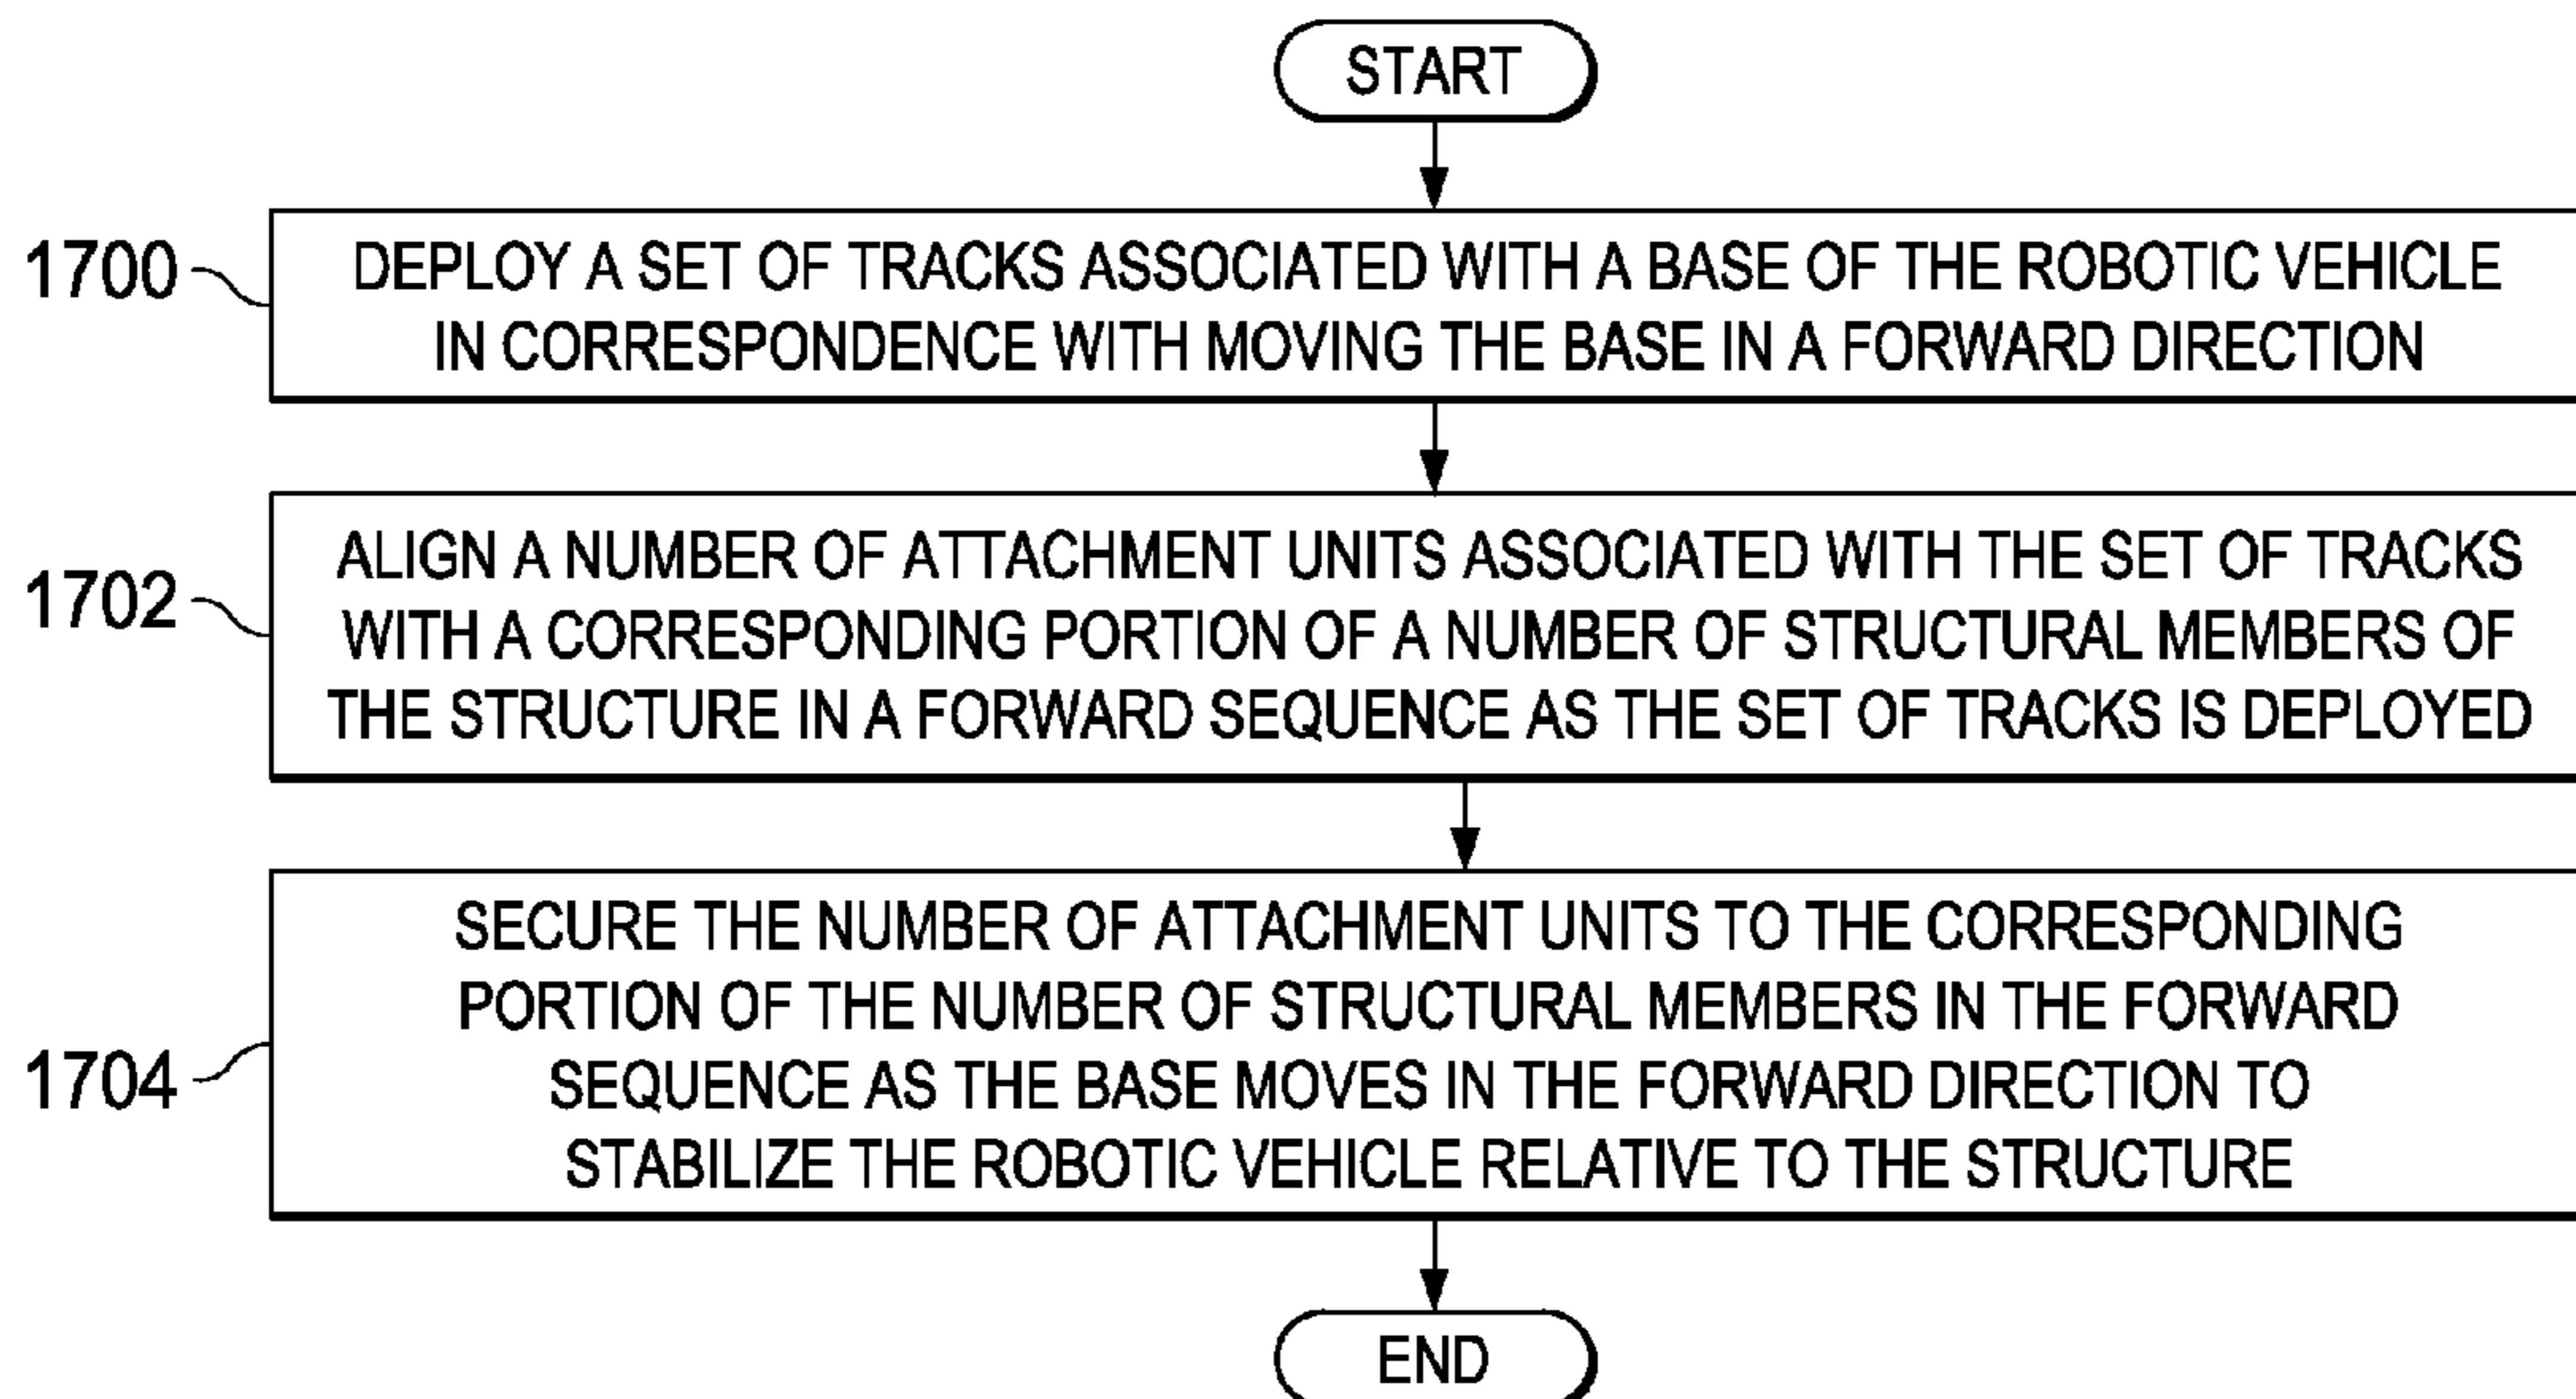 START
1700
DEPLOY A SET OF TRACKS ASSOCIATED WITH A BASE OF THE ROBOTIC VEHICLE
IN CORRESPONDENCE WITH MOVING THE BASE IN A FORWARD DIRECTION
1702
ALIGN A NUMBER OF ATTACHMENT UNITS ASSOCIATED WITH THE SET OF TRACKS
WITH A CORRESPONDING PORTION OF A NUMBER OF STRUCTURAL MEMBERS OF
THE STRUCTURE IN A FORWARD SEQUENCE AS THE SET OF TRACKS IS DEPLOYED
1704
SECURE THE NUMBER OF ATTACHMENT UNITS TO THE CORRESPONDING
PORTION OF THE NUMBER OF STRUCTURAL MEMBERS IN THE FORWARD
SEQUENCE AS THE BASE MOVES IN THE FORWARD DIRECTION TO
STABILIZE THE ROBOTIC VEHICLE RELATIVE TO THE STRUCTURE
END